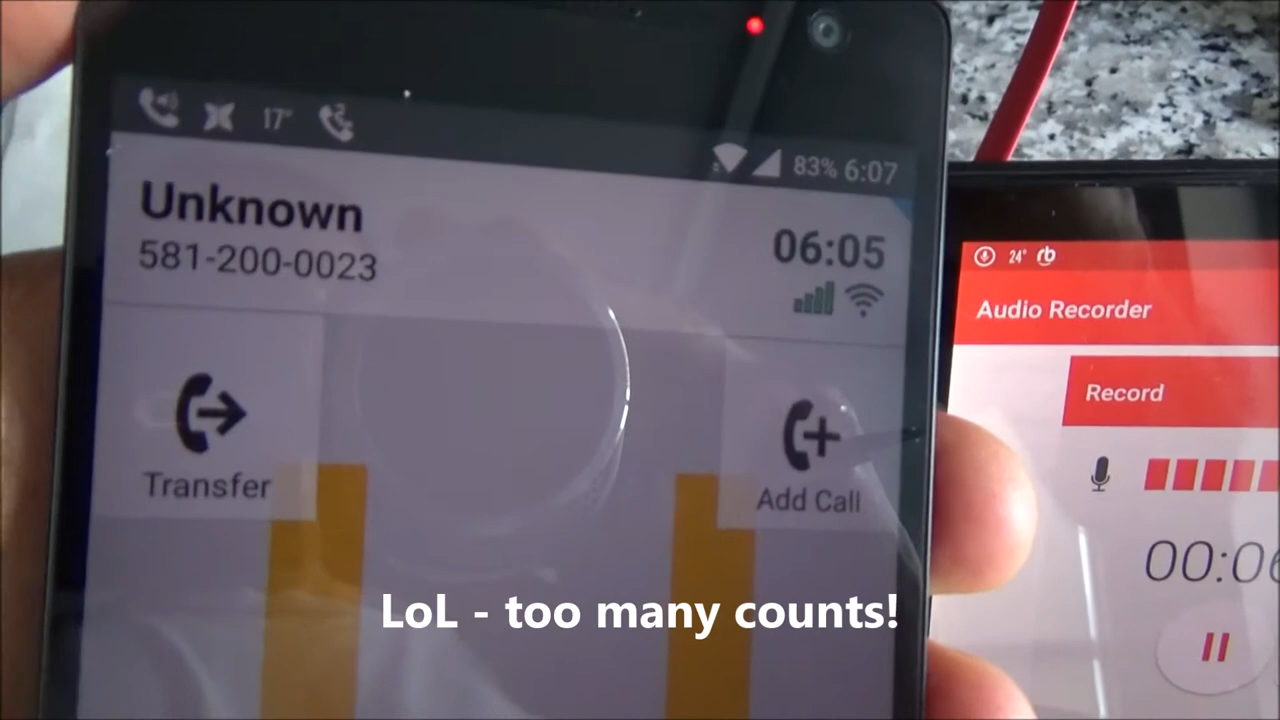 17°
83% 6:07
Unknown
581-200-0023
06:05
Transfer
Add Call
24°
Audio Recorder
Record
00:06
LoL - too many counts!